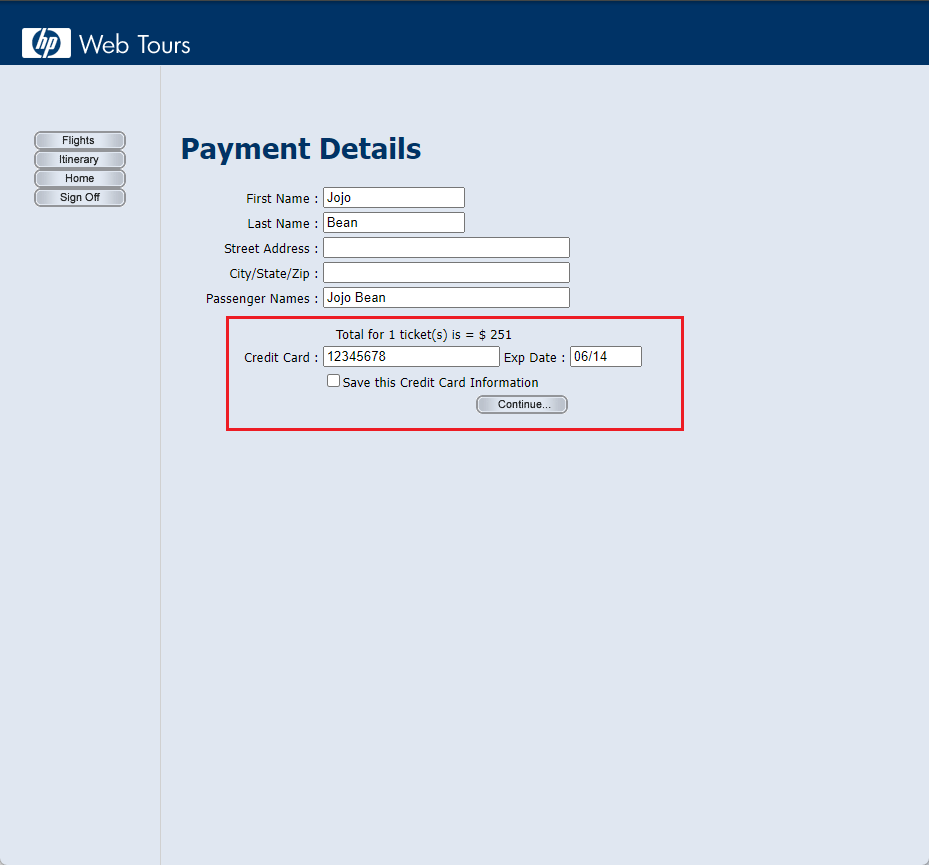 hp Web Tours
Flights
Itinerary
Home
Sign Off
Payment Details
First Name : Jojo
Last Name : Bean
Street Address :
City/State/Zip :
Passenger Names : Jojo Bean
Total for 1 ticket(s) is = $ 251
Credit Card : 12345678 Exp Date : 06/14
Save this Credit Card Information
Continue...